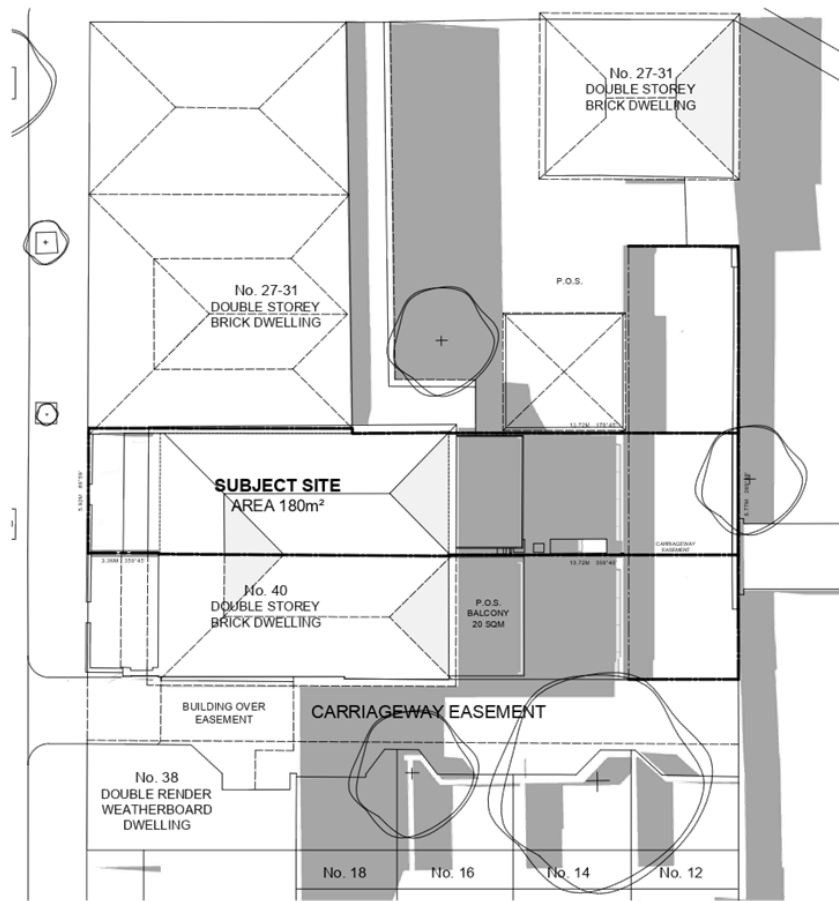 No. 27-31
DOUBLE STOREY
BRICK DWELLING
P.O.S.
No. 27-31
DOUBLE STOREY
BRICK DWELLING
SUBJECT SITE
AREA 180m²
CARRIAGEWAY
EASEMENT
No. 40
DOUBLE STOREY
BRICK DWELLING
P.O.S.
BALCONY
20 SQM
BUILDING OVER
EASEMENT
CARRIAGEWAY EASEMENT
No. 38
DOUBLE RENDER
WEATHERBOARD
DWELLING
No. 18
No. 16
No. 14
No. 12